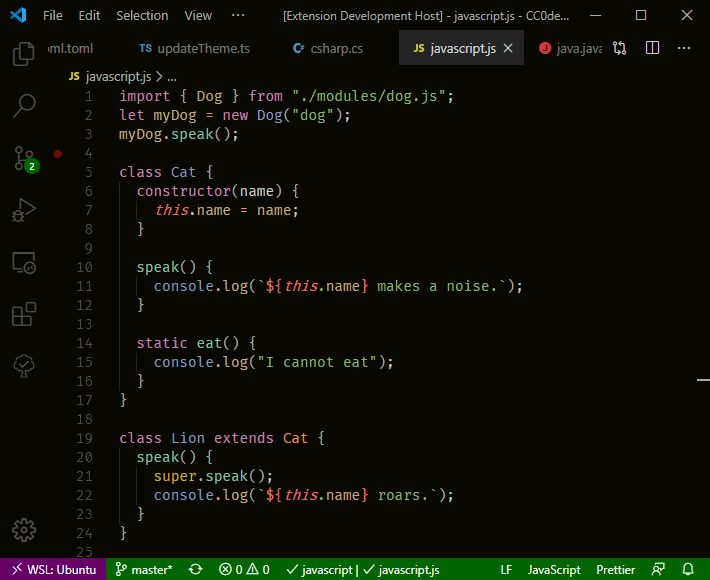 File Edit Selection View ··· [Extension Development Host] - javascript.js - CC0de...
oml.toml TS updateTheme.ts C# csharp.cs JS javascript.js J java.java ···
JS javascript.js > ...
1 import { Dog } from "./modules/dog.js";
2 let myDog = new Dog("dog");
3 myDog.speak();
4
5 class Cat {
6 constructor(name) {
7 this.name = name;
8 }
9
10 speak() {
11 console.log(`${this.name} makes a noise.`);
12 }
13
14 static eat() {
15 console.log("I cannot eat");
16 }
17 }
18
19 class Lion extends Cat {
20 speak() {
21 super.speak();
22 console.log(`${this.name} roars.`);
23 }
24 }
25
2
WSL: Ubuntu master* 0 0 javascript | javascript.js LF JavaScript Prettier